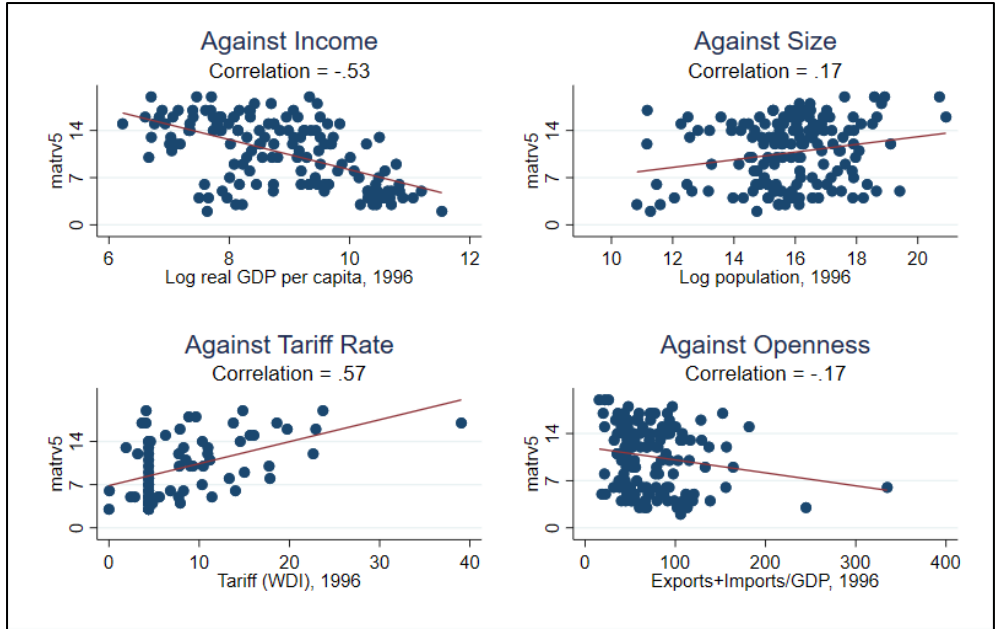 Against Income
Correlation = -.53
matrv5
14
7
0
6 8 10 12
Log real GDP per capita, 1996
Against Size
Correlation = .17
matrv5
14
7
0
10 12 14 16 18 20
Log population, 1996
Against Tariff Rate
Correlation = .57
matrv5
14
7
0
0 10 20 30 40
Tariff (WDI), 1996
Against Openness
Correlation = -.17
matrv5
14
7
0
0 100 200 300 400
Exports+Imports/GDP, 1996